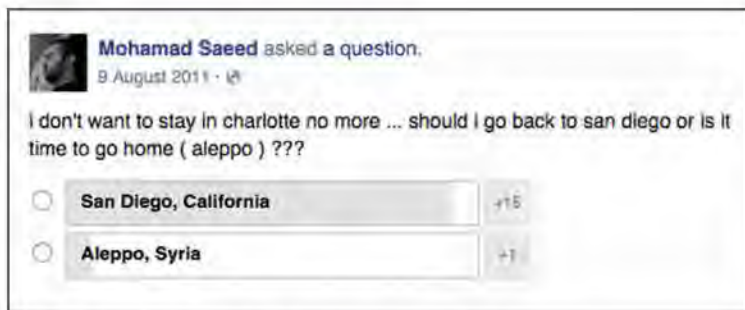 Mohamad Saeed asked a question.
9 August 2011 ·
I don't want to stay in charlotte no more ... should i go back to san diego or is it
time to go home ( aleppo ) ???
San Diego, California +15
Aleppo, Syria +1